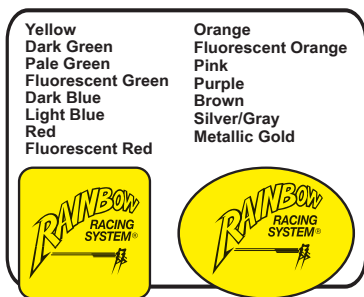 Yellow
Dark Green
Pale Green
Fluorescent Green
Dark Blue
Light Blue
Red
Fluorescent Red
Orange
Fluorescent Orange
Pink
Purple
Brown
Silver/Gray
Metallic Gold
RAINBOW
RACING
SYSTEM®
RAINBOW
RACING
SYSTEM®